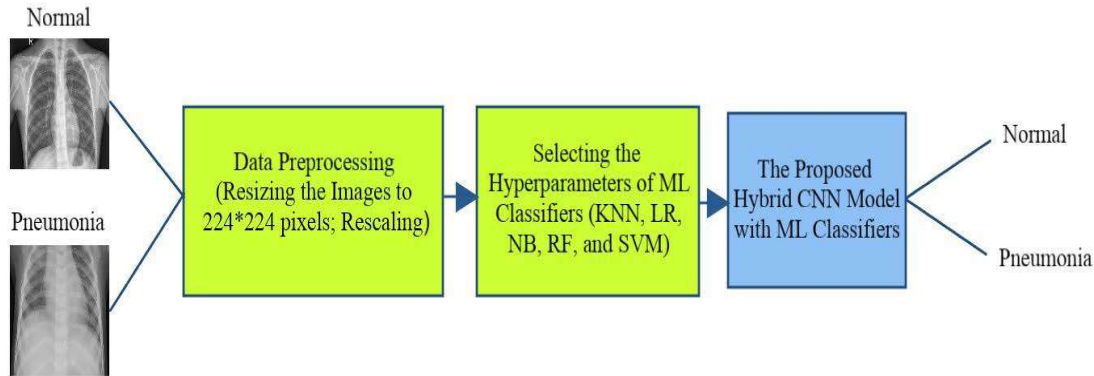 Normal
R
Pneumonia
Data Preprocessing
(Resizing the Images to
224*224 pixels; Rescaling)
Selecting the
Hyperparameters of ML
Classifiers (KNN, LR,
NB, RF, and SVM)
The Proposed
Hybrid CNN Model
with ML Classifiers
Normal
Pneumonia